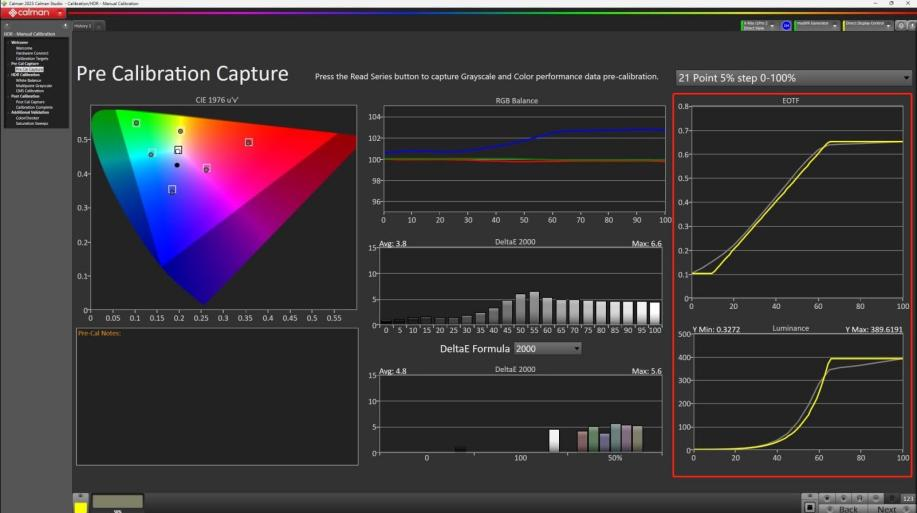 Calman 2023 Calman Studio - Calibration/HDR - Manual Calibration
calman
History 1
X-Rite i1Pro 2
Direct View
madVR Generator
Direct Display Control
HDR - Manual Calibration
Welcome
Welcome
Hardware Connect
Calibration Targets
Pre Cal Capture
Pre Cal Capture
HDR Calibration
White Balance
Multipoint Grayscale
CMS Calibration
Post Calibration
Post Cal Capture
Calibration Complete
Additional Validation
ColorChecker
Saturation Sweeps
Pre Calibration Capture
Press the Read Series button to capture Grayscale and Color performance data pre-calibration.
21 Point 5% step 0-100%
CIE 1976 u'v'
0.5
0.4
0.3
0.2
0.1
0
0 0.05 0.1 0.15 0.2 0.25 0.3 0.35 0.4 0.45 0.5 0.55
Pre-Cal Notes:
RGB Balance
104
102
100
98
96
0 10 20 30 40 50 60 70 80 90 100
Avg: 3.8 DeltaE 2000 Max: 6.6
15
10
5
0
0 5 10 15 20 25 30 35 40 45 50 55 60 65 70 75 80 85 90 95 100
DeltaE Formula 2000
Avg: 4.8 DeltaE 2000 Max: 5.6
15
10
5
0
0 100 50%
EOTF
0.8
0.7
0.6
0.5
0.4
0.3
0.2
0.1
0
0 20 40 60 80 100
Y Min: 0.3272 Luminance Y Max: 389.6191
500
400
300
200
100
0
0 20 40 60 80 100
Back Next
123